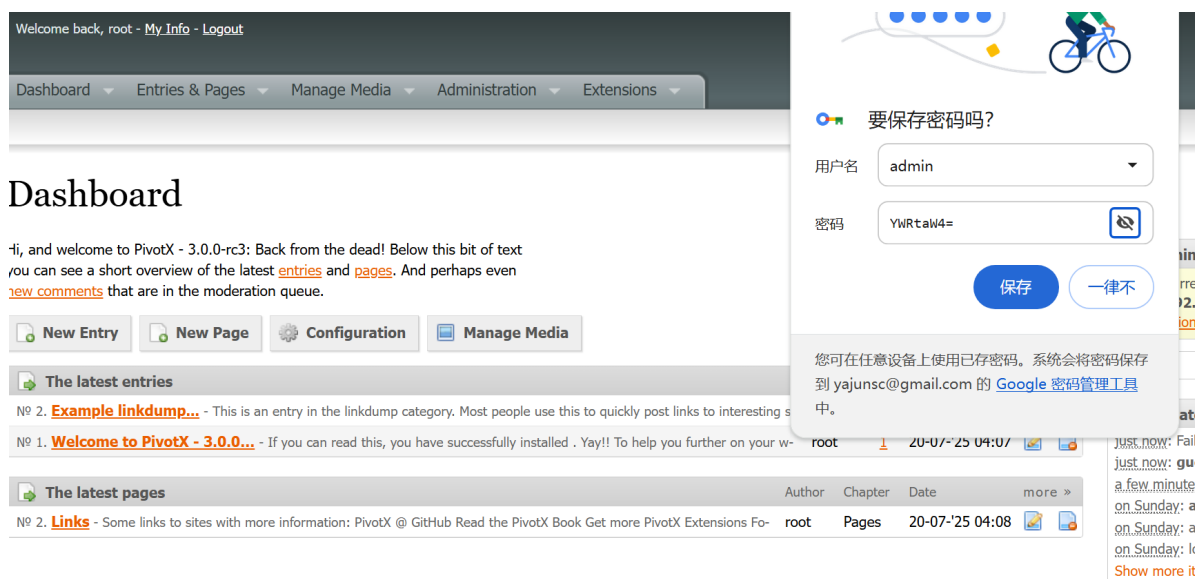 Welcome back, root - My Info - Logout
Dashboard Entries & Pages Manage Media Administration Extensions
要保存密码吗?
用户名 admin
密码 YWRtaW4=
保存 一律不
您可在任意设备上使用已存密码。系统会将密码保存
到 yajunsc@gmail.com 的 Google 密码管理工具
中。
Dashboard
Hi, and welcome to PivotX - 3.0.0-rc3: Back from the dead! Below this bit of text
you can see a short overview of the latest entries and pages. And perhaps even
new comments that are in the moderation queue.
New Entry New Page Configuration Manage Media
The latest entries
Nº 2. Example linkdump... - This is an entry in the linkdump category. Most people use this to quickly post links to interesting s
Nº 1. Welcome to PivotX - 3.0.0... - If you can read this, you have successfully installed . Yay!! To help you further on your w- root 1 20-07-'25 04:07
The latest pages Author Chapter Date more »
Nº 2. Links - Some links to sites with more information: PivotX @ GitHub Read the PivotX Book Get more PivotX Extensions Fo- root Pages 20-07-'25 04:08
just now: Fail
just now: gu
a few minute
on Sunday: a
on Sunday: a
on Sunday: l
Show more it